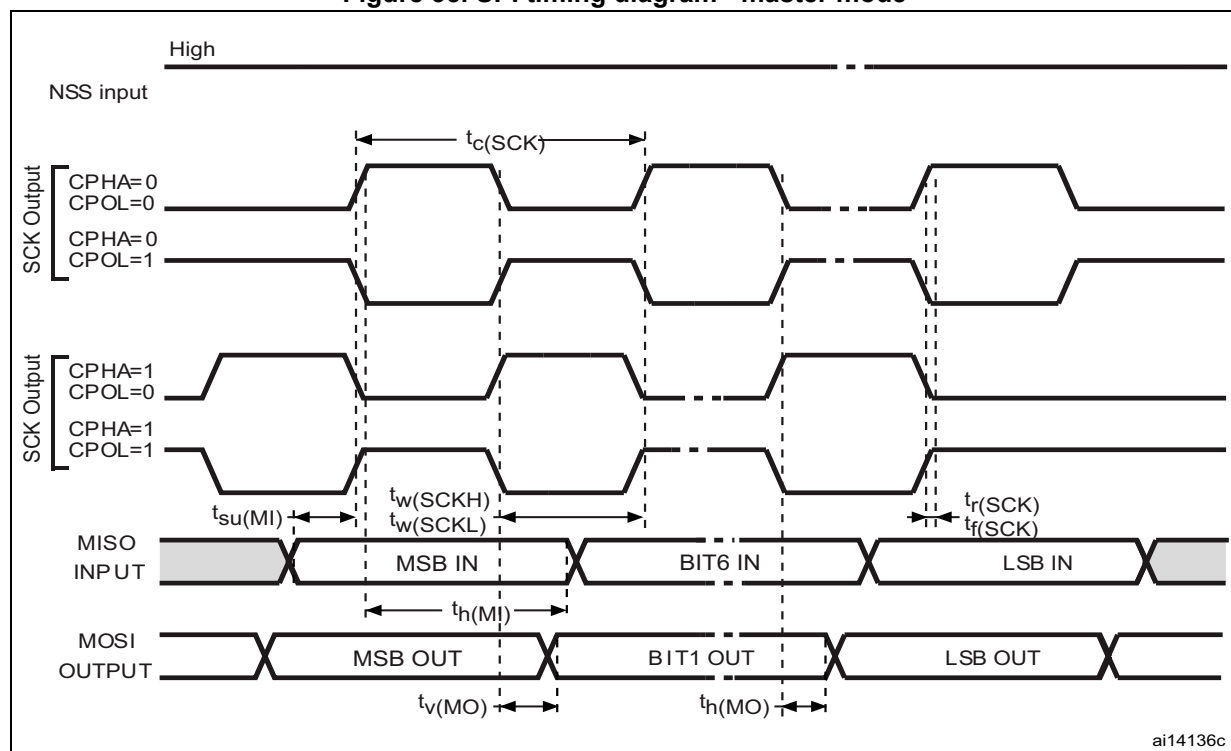 Figure 38. SPI timing diagram - master mode
High
NSS input
tc(SCK)
SCK Output
CPHA=0
CPOL=0
CPHA=0
CPOL=1
SCK Output
CPHA=1
CPOL=0
CPHA=1
CPOL=1
tsu(MI)
tw(SCKH)
tw(SCKL)
tr(SCK)
tf(SCK)
MISO
INPUT
MSB IN
BIT6 IN
LSB IN
th(MI)
MOSI
OUTPUT
MSB OUT
BIT1 OUT
LSB OUT
tv(MO)
th(MO)
ai14136c